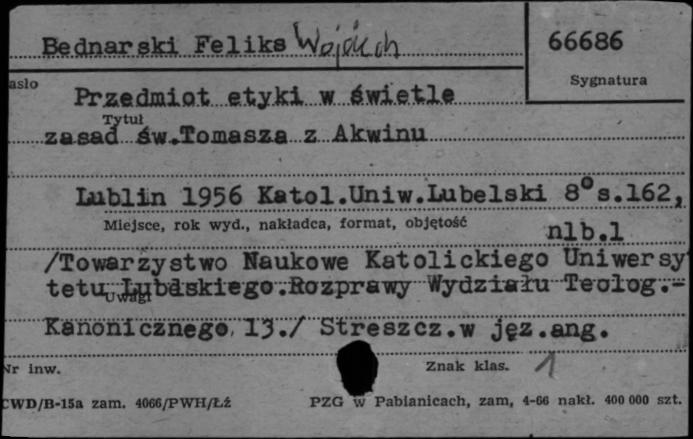 Bednarski Feliks Wojciech
66686
asło
Sygnatura
Przedmiot etyki w świetle
Tytuł
zasad św.Tomasza z Akwinu
Lublin 1956 Katol.Uniw.Lubelski 8° s.162,
Miejsce, rok wyd., nakładca, format, objętość
nlb.1
/Towarzystwo Naukowe Katolickiego Uniwersy
tetu Lubelskiego.Rozprawy Wydziału Teolog.-
Uwagi
Kanonicznego, 13./ Streszcz.w jęz.ang.
Nr inw.
Znak klas. 1
CWD/B-15a zam. 4066/PWH/Łź
PZG w Pabianicach, zam, 4-66 nakł. 400 000 szt.